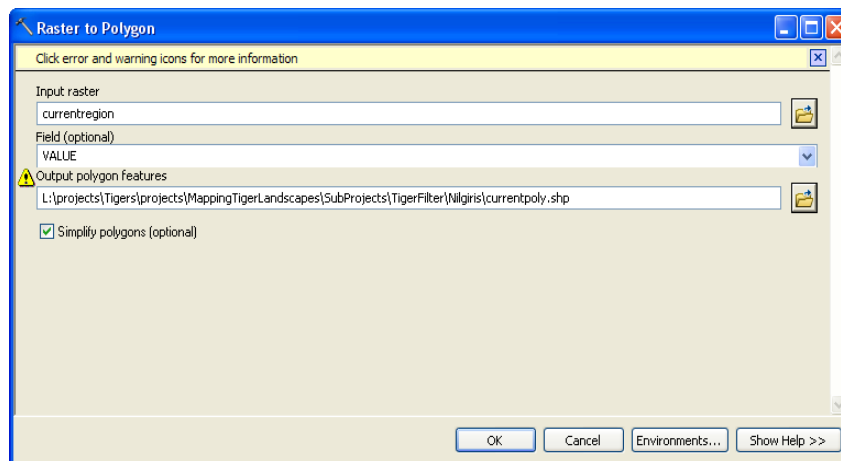 Raster to Polygon
Click error and warning icons for more information
Input raster
currentregion
Field (optional)
VALUE
Output polygon features
L:\projects\Tigers\projects\MappingTigerLandscapes\SubProjects\TigerFilter\Nilgiris\currentpoly.shp
Simplify polygons (optional)
OK Cancel Environments... Show Help >>